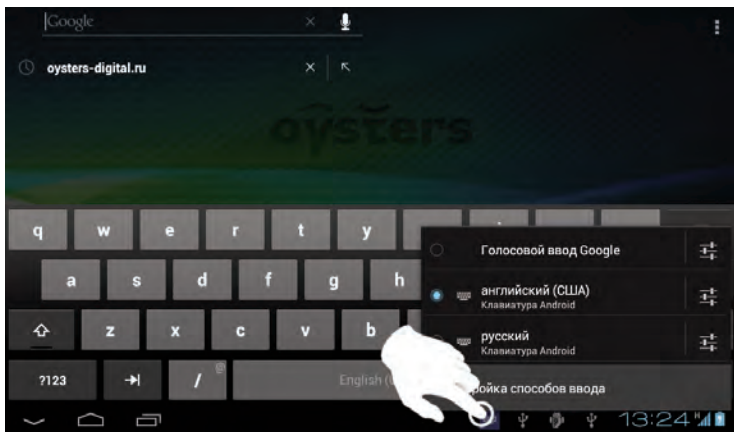 Google
oysters-digital.ru
oysters
q w e r t y
Голосовой ввод Google
a s d f g h
английский (США)
Клавиатура Android
z x c v b
русский
Клавиатура Android
?123 / @ English
способов ввода
13:24 H